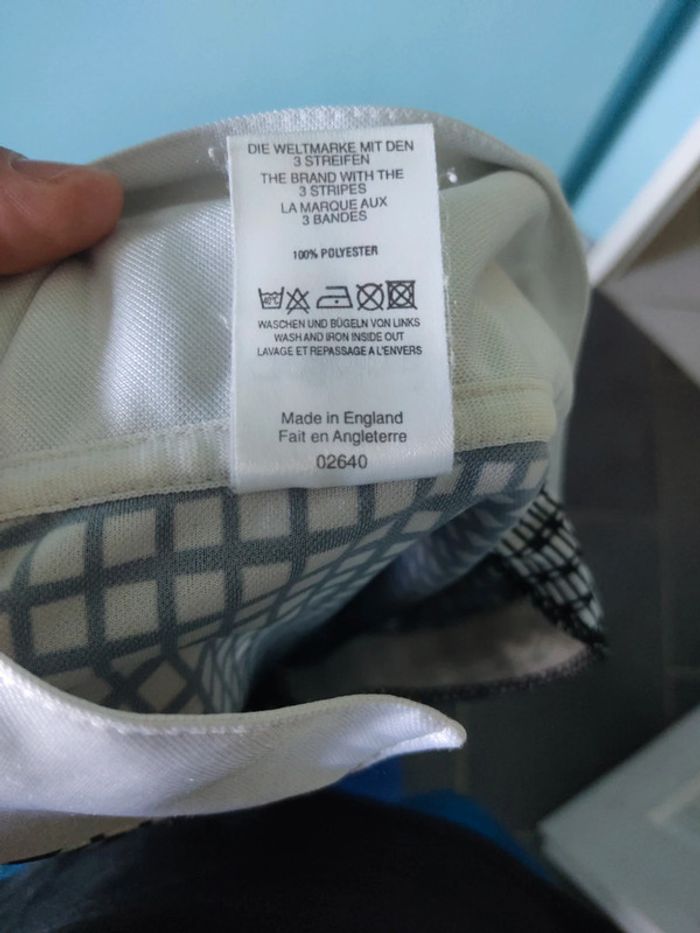 DIE WELTMARKE MIT DEN
3 STREIFEN
THE BRAND WITH THE
3 STRIPES
LA MARQUE AUX
3 BANDES
100% POLYESTER
40°C
WASCHEN UND BÜGELN VON LINKS
WASH AND IRON INSIDE OUT
LAVAGE ET REPASSAGE A L'ENVERS
Made in England
Fait en Angleterre
02640